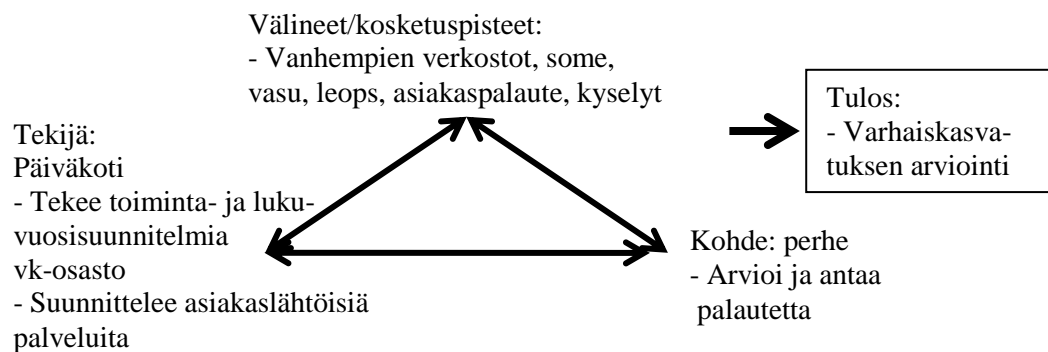 Välineet/kosketuspisteet:
- Vanhempien verkostot, some,
vasu, leops, asiakaspalaute, kyselyt
Tulos:
- Varhaiskasva-
tuksen arviointi
Tekijä:
Päiväkoti
- Tekee toiminta- ja luku-
vuosisuunnitelmia
vk-osasto
- Suunnittelee asiakaslähtöisiä
palveluita
Kohde: perhe
- Arvioi ja antaa
palautetta